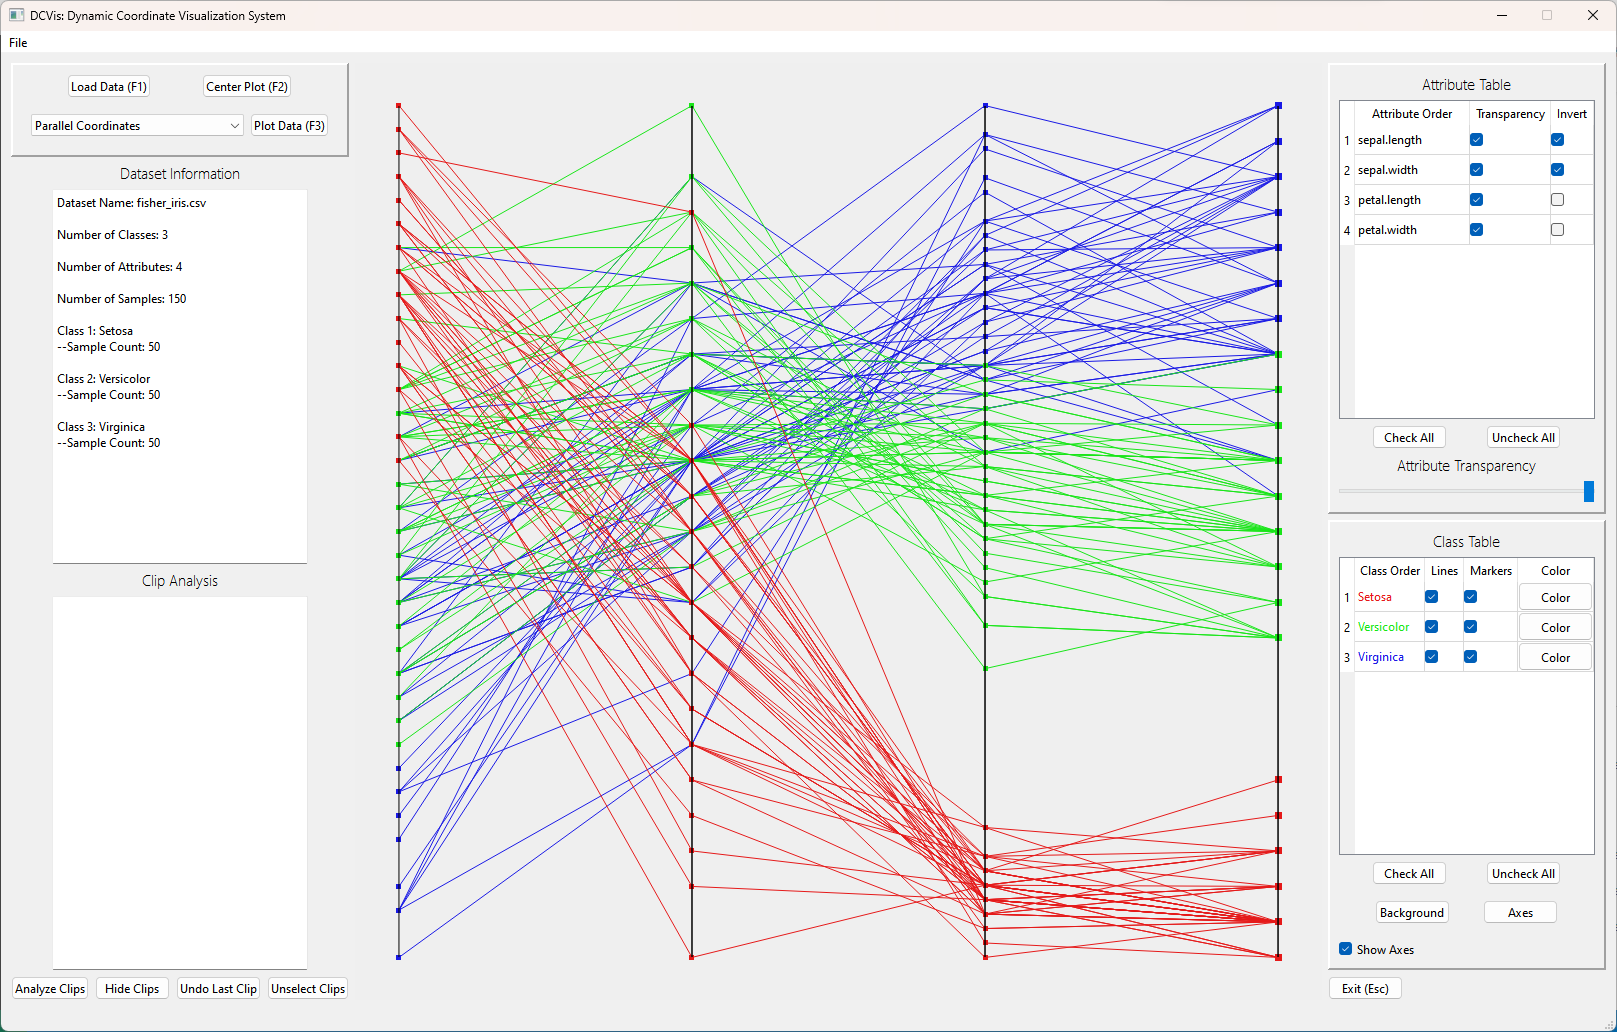 DCVis: Dynamic Coordinate Visualization System
File
Load Data (F1)
Center Plot (F2)
Parallel Coordinates
Plot Data (F3)
Dataset Information
Dataset Name: fisher_iris.csv
Number of Classes: 3
Number of Attributes: 4
Number of Samples: 150
Class 1: Setosa
--Sample Count: 50
Class 2: Versicolor
--Sample Count: 50
Class 3: Virginica
--Sample Count: 50
Clip Analysis
Analyze Clips
Hide Clips
Undo Last Clip
Unselect Clips
Attribute Table
Attribute Order Transparency Invert
1 sepal.length
2 sepal.width
3 petal.length
4 petal.width
Check All
Uncheck All
Attribute Transparency
Class Table
Class Order Lines Markers Color
1 Setosa Color
2 Versicolor Color
3 Virginica Color
Check All
Uncheck All
Background
Axes
Show Axes
Exit (Esc)